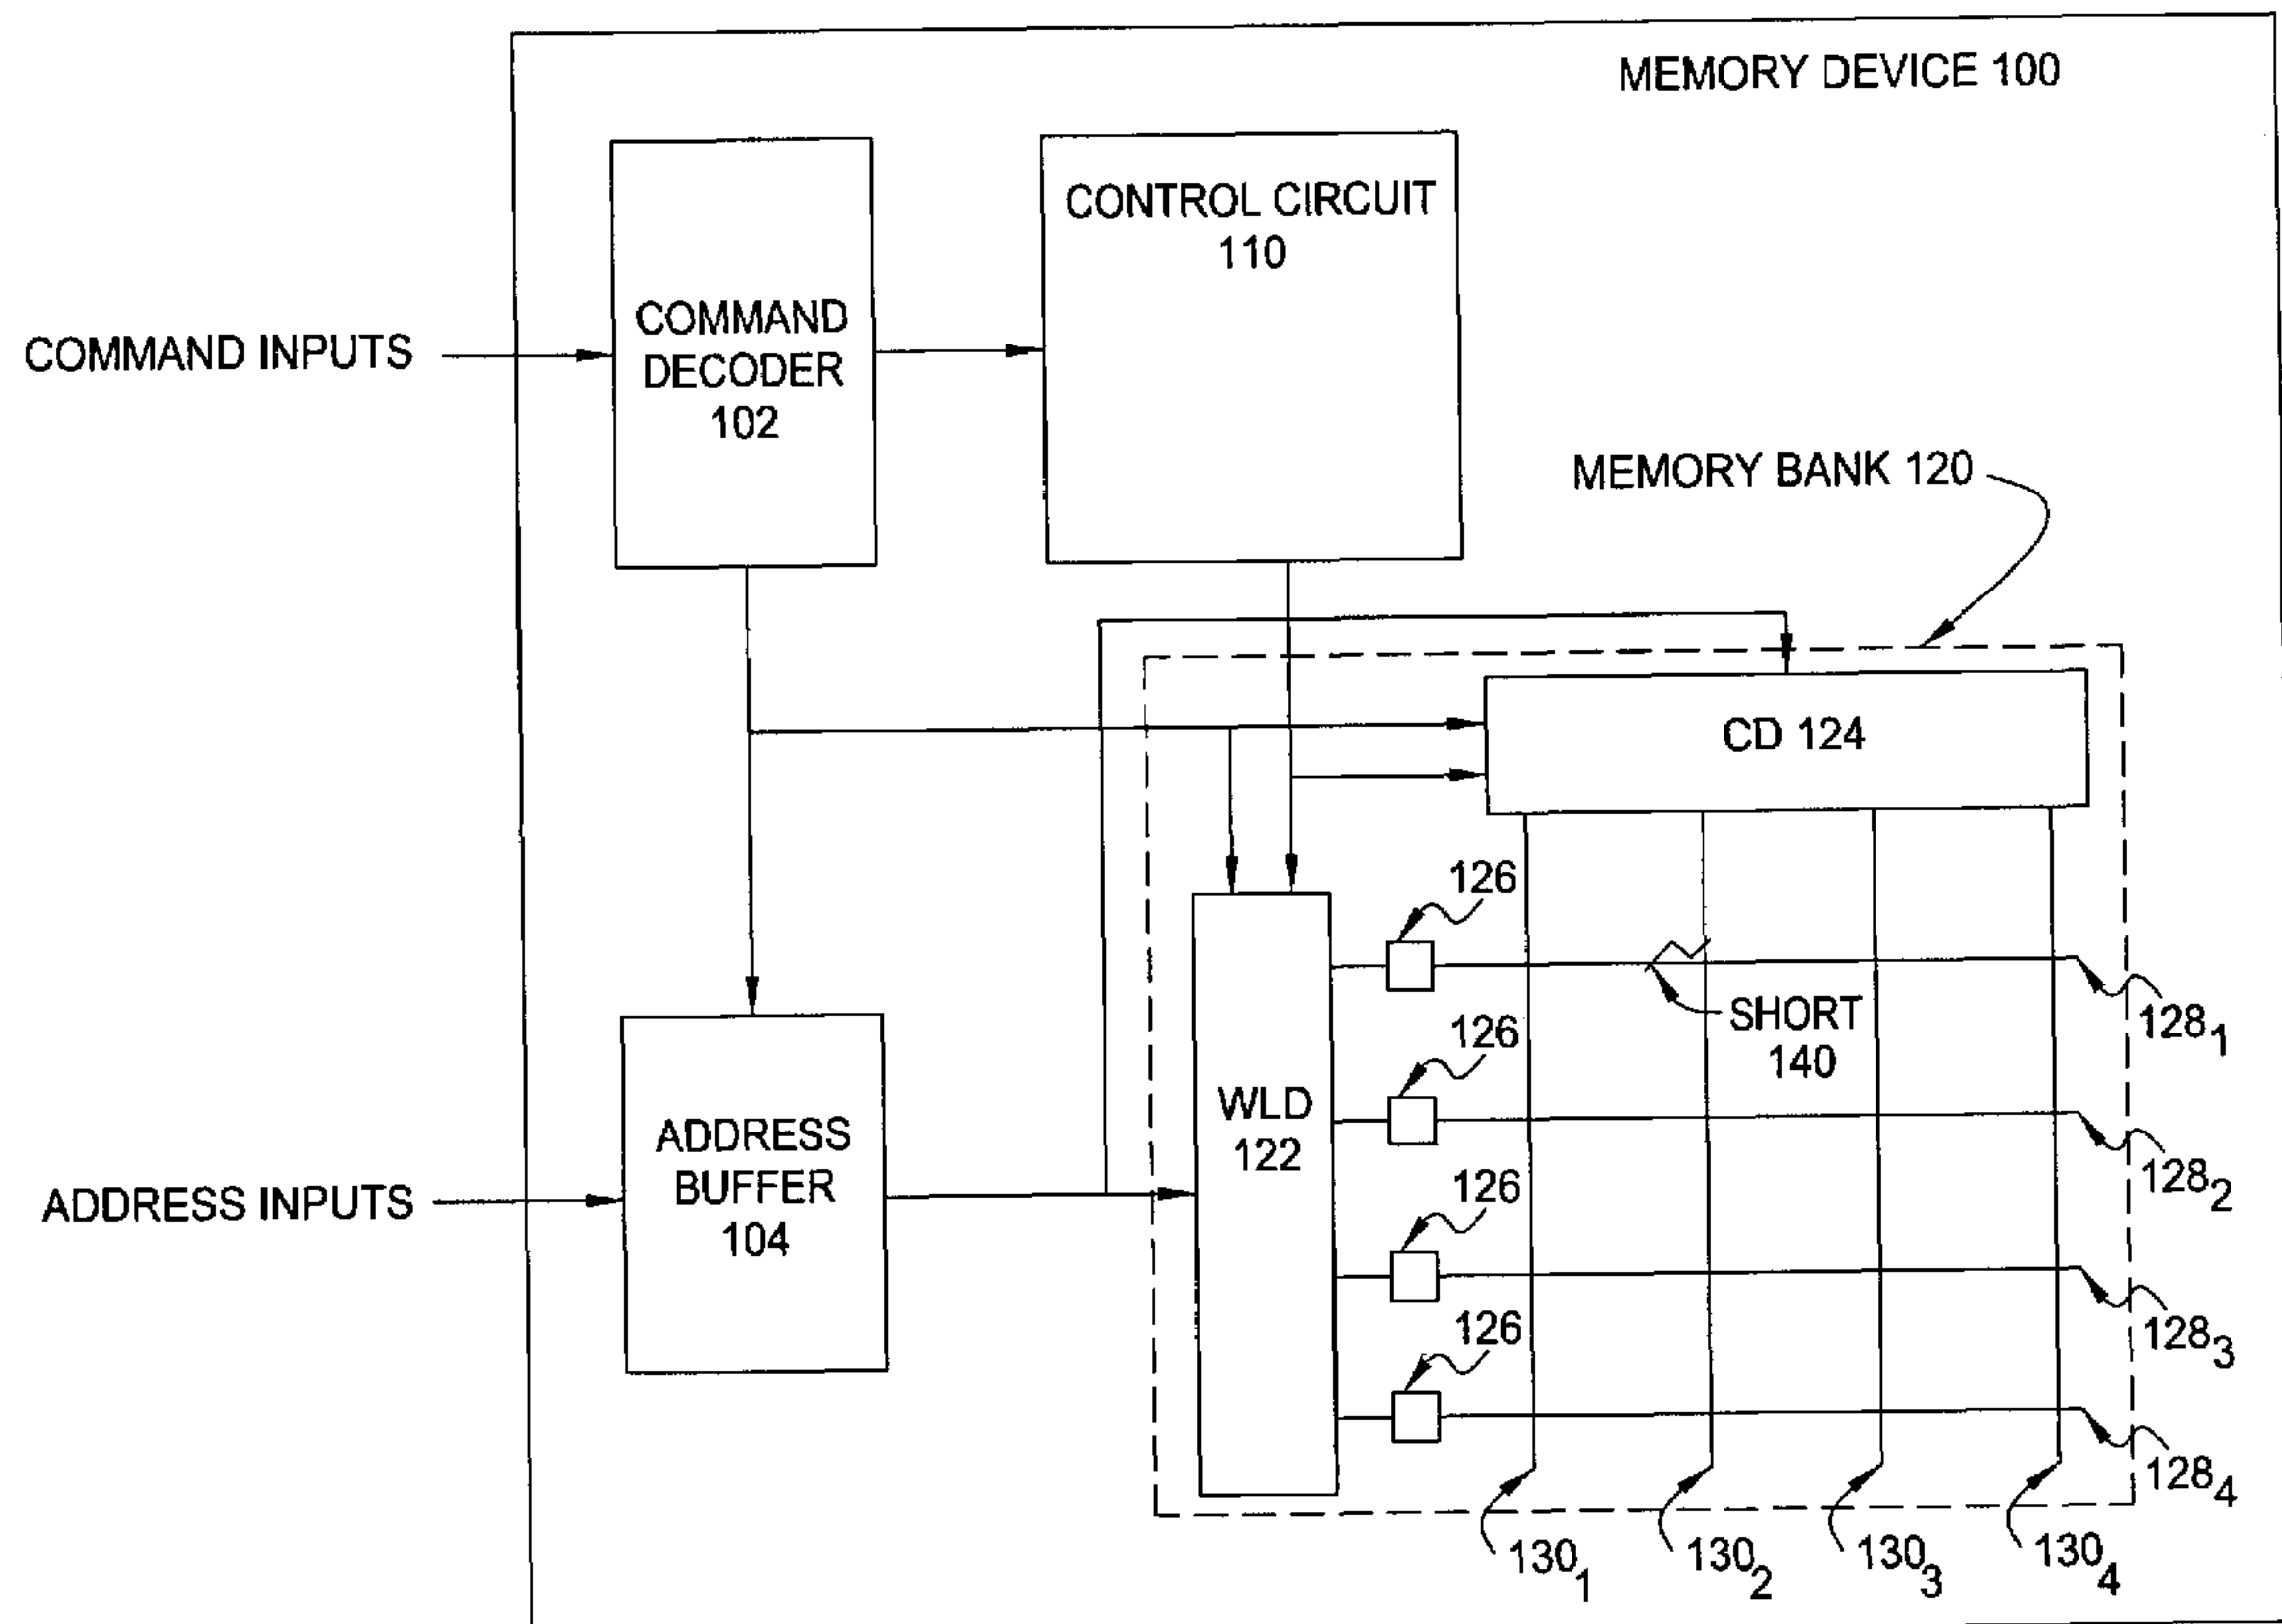 MEMORY DEVICE 100
CONTROL CIRCUIT
110
COMMAND
DECODER
102
COMMAND INPUTS
MEMORY BANK 120
CD 124
126
SHORT
140
128₁
126
WLD
122
128₂
ADDRESS
BUFFER
104
ADDRESS INPUTS
126
128₃
126
128₄
130₁
130₂
130₃
130₄